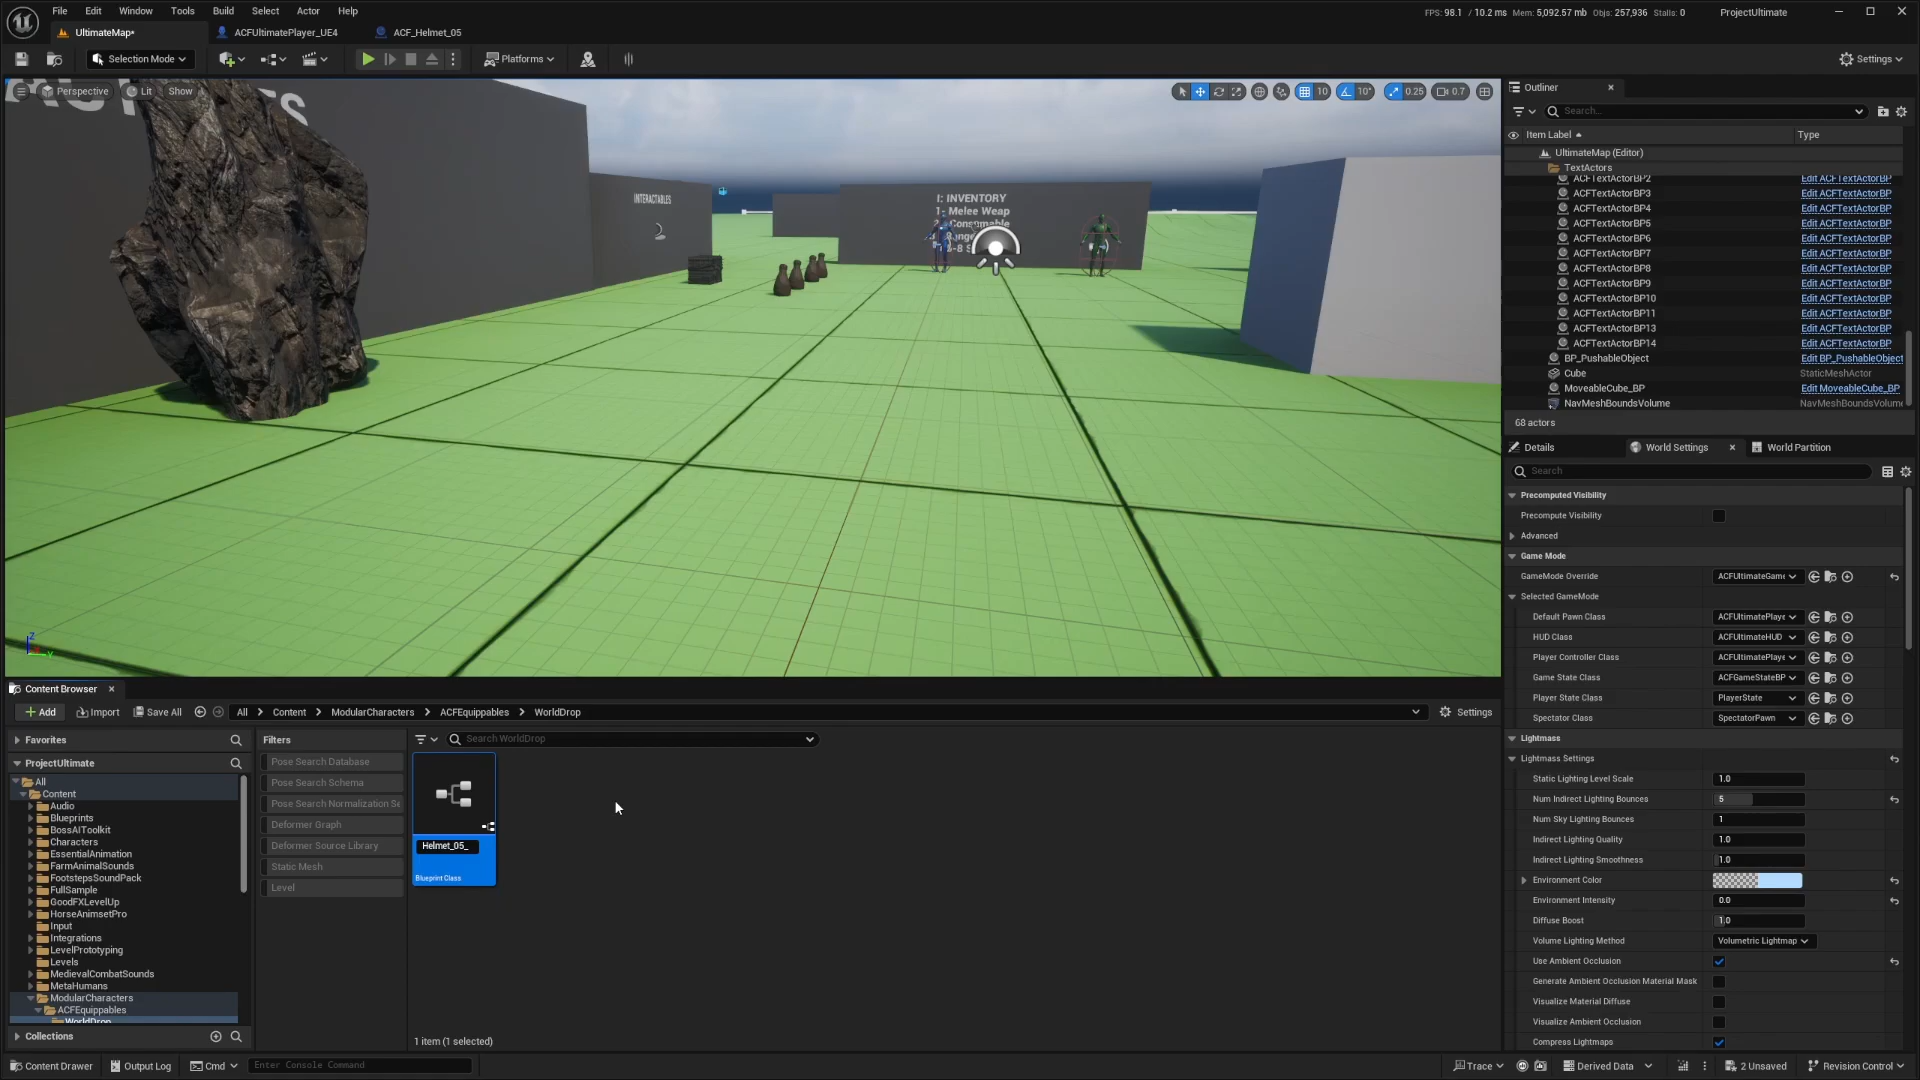 File Edit Window Tools Build Select Actor Help
FPS: 98.1 / 10.2 ms Mem: 5,092.57 mb Objs: 257,936 Stalls: 0 ProjectUltimate
UltimateMap* ACFUltimatePlayer_UE4 ACF_Helmet_05
Selection Mode Platforms Settings
Perspective Lit Show 10 10° 0.25 0.7
INTERACTABLES
I: INVENTORY
1- Melee Weap
Outliner
Search...
Item Label Type
UltimateMap (Editor)
TextActors
ACFTextActorBP2 Edit ACFTextActorBP
ACFTextActorBP3 Edit ACFTextActorBP
ACFTextActorBP4 Edit ACFTextActorBP
ACFTextActorBP5 Edit ACFTextActorBP
ACFTextActorBP6 Edit ACFTextActorBP
ACFTextActorBP7 Edit ACFTextActorBP
ACFTextActorBP8 Edit ACFTextActorBP
ACFTextActorBP9 Edit ACFTextActorBP
ACFTextActorBP10 Edit ACFTextActorBP
ACFTextActorBP11 Edit ACFTextActorBP
ACFTextActorBP13 Edit ACFTextActorBP
ACFTextActorBP14 Edit ACFTextActorBP
BP_PushableObject Edit BP_PushableObject
Cube StaticMeshActor
MoveableCube_BP Edit MoveableCube_BP
NavMeshBoundsVolume NavMeshBoundsVolume
68 actors
Details World Settings World Partition
Search
Precomputed Visibility
Precompute Visibility
Advanced
Game Mode
GameMode Override ACFUltimateGame
Selected GameMode
Default Pawn Class ACFUltimatePlaye
HUD Class ACFUltimateHUD
Player Controller Class ACFUltimatePlaye
Game State Class ACFGameStateBP
Player State Class PlayerState
Spectator Class SpectatorPawn
Lightmass
Lightmass Settings
Static Lighting Level Scale 1.0
Num Indirect Lighting Bounces 5
Num Sky Lighting Bounces 1
Indirect Lighting Quality 1.0
Indirect Lighting Smoothness 1.0
Environment Color
Environment Intensity 0.0
Diffuse Boost 1.0
Volume Lighting Method Volumetric Lightmap
Use Ambient Occlusion
Generate Ambient Occlusion Material Mask
Visualize Material Diffuse
Visualize Ambient Occlusion
Compress Lightmaps
Content Browser
Add Import Save All All > Content > ModularCharacters > ACFEquippables > WorldDrop Settings
Favorites
ProjectUltimate
All
Content
Audio
Blueprints
BossAIToolkit
Characters
EssentialAnimation
FarmAnimalSounds
FootstepsSoundPack
FullSample
GoodFXLevelUp
HorseAnimsetPro
Input
Integrations
LevelPrototyping
Levels
MedievalCombatSounds
MetaHumans
ModularCharacters
ACFEquippables
WorldDrop
Collections
Filters
Pose Search Database
Pose Search Schema
Pose Search Normalization Se
Deformer Graph
Deformer Source Library
Static Mesh
Level
Search WorldDrop
Helmet_05_
Blueprint Class
1 item (1 selected)
Content Drawer Output Log Cmd Enter Console Command Trace Derived Data 2 Unsaved Revision Control